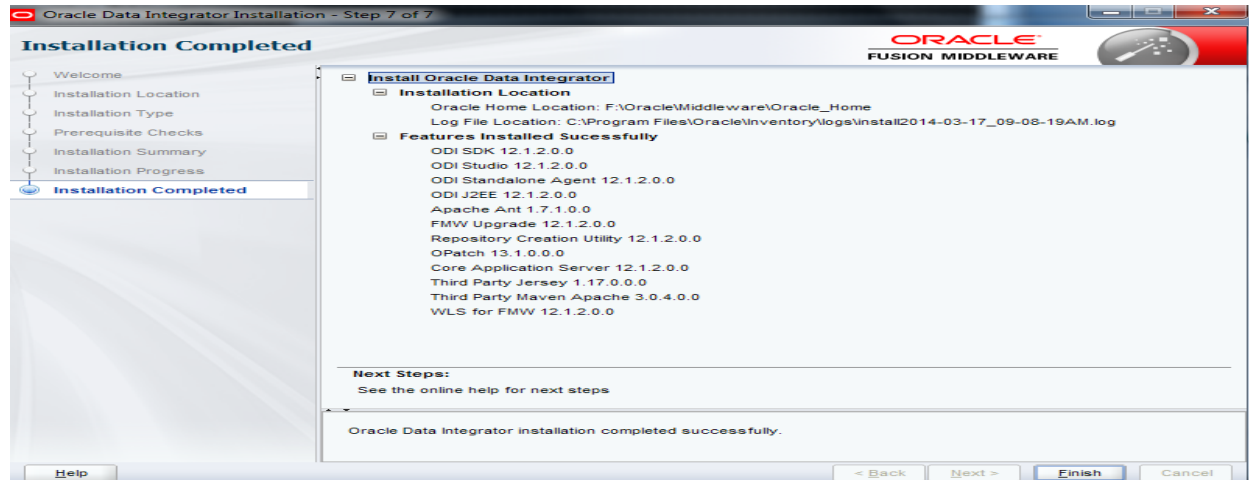 Oracle Data Integrator Installation - Step 7 of 7
Installation Completed
ORACLE
FUSION MIDDLEWARE
Welcome
Installation Location
Installation Type
Prerequisite Checks
Installation Summary
Installation Progress
Installation Completed
Install Oracle Data Integrator
Installation Location
Oracle Home Location: F:\Oracle\Middleware\Oracle_Home
Log File Location: C:\Program Files\Oracle\Inventory\logs\install2014-03-17_09-08-19AM.log
Features Installed Sucessfully
ODI SDK 12.1.2.0.0
ODI Studio 12.1.2.0.0
ODI Standalone Agent 12.1.2.0.0
ODI J2EE 12.1.2.0.0
Apache Ant 1.7.1.0.0
FMW Upgrade 12.1.2.0.0
Repository Creation Utility 12.1.2.0.0
OPatch 13.1.0.0.0
Core Application Server 12.1.2.0.0
Third Party Jersey 1.17.0.0.0
Third Party Maven Apache 3.0.4.0.0
WLS for FMW 12.1.2.0.0
Next Steps:
See the online help for next steps
Oracle Data Integrator installation completed successfully.
Help
< Back
Next >
Finish
Cancel